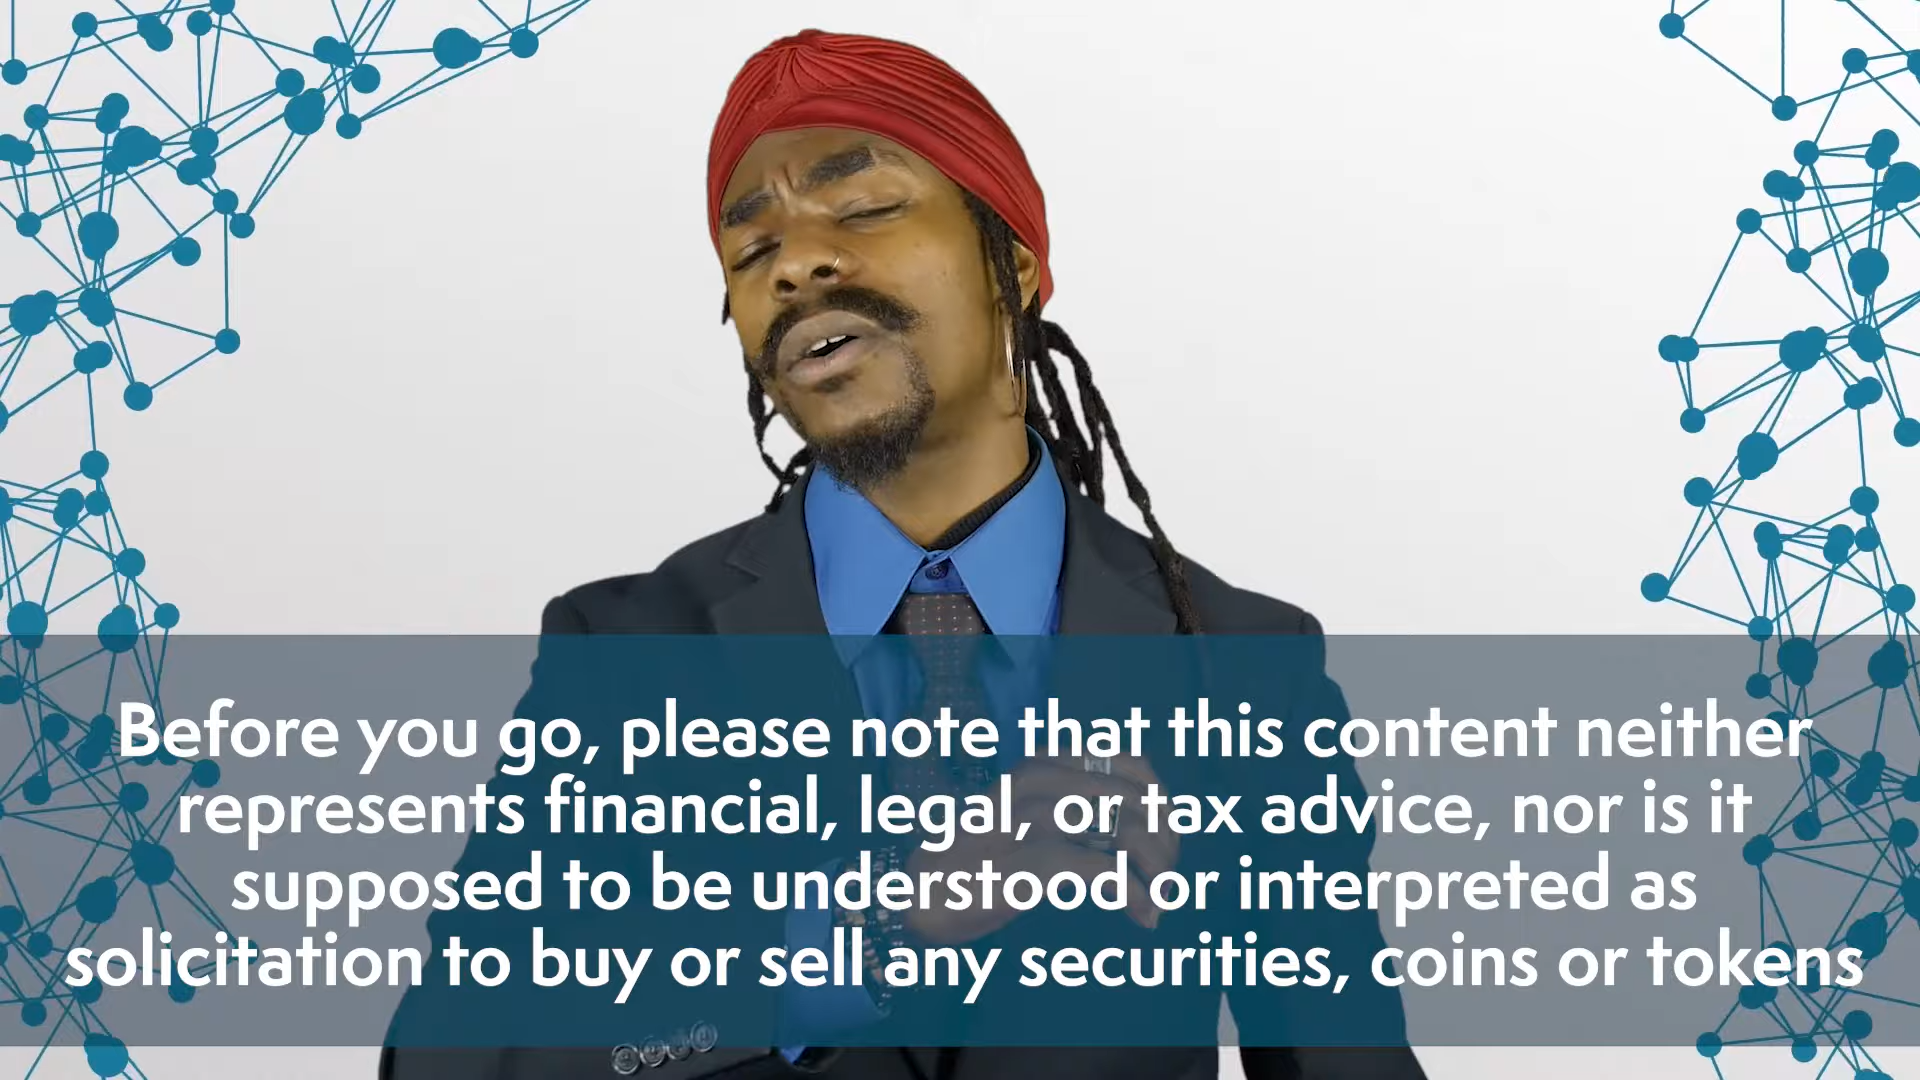 Before you go, please note that this content neither
represents financial, legal, or tax advice, nor is it
supposed to be understood or interpreted as
solicitation to buy or sell any securities, coins or tokens